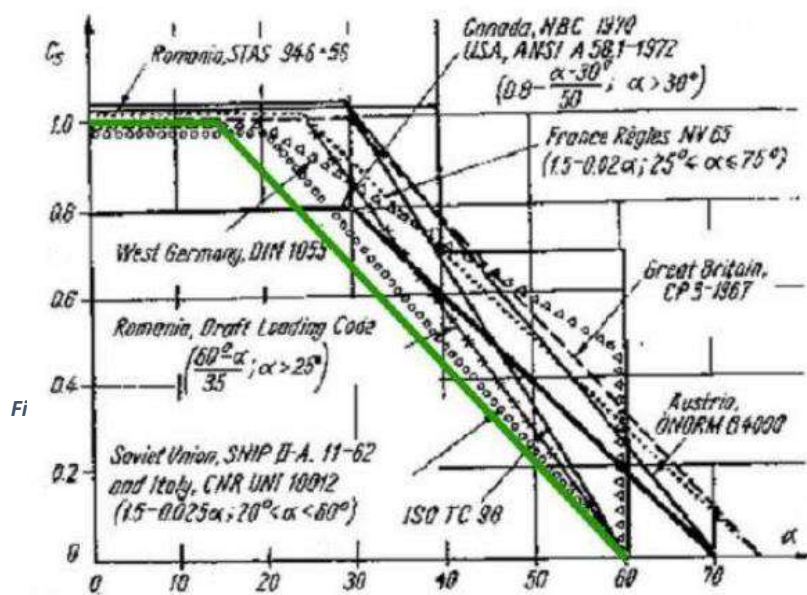 Cs
Romania, STAS 946-56
Canada, NBC 1970
USA, ANSI A 58.1-1972
(0.8-α-30°/50; α>30°)
1.0
France Règles NV 65
(1.5-0.02α; 25°<α≤75°)
0.8
West Germany, DIN 1055
Great Britain,
CP3-1967
0.6
Romania, Draft Loading Code
(60°-α/35; α>25°)
0.4
Fi
Austria,
ÖNORM B.4000
Soviet Union, SNIP II-A. 11-62
and Italy, CNR UNI 10012
(1.5-0.025α; 20°<α<60°)
0.2
ISO TC 98
α
0
0 10 20 30 40 50 60 70